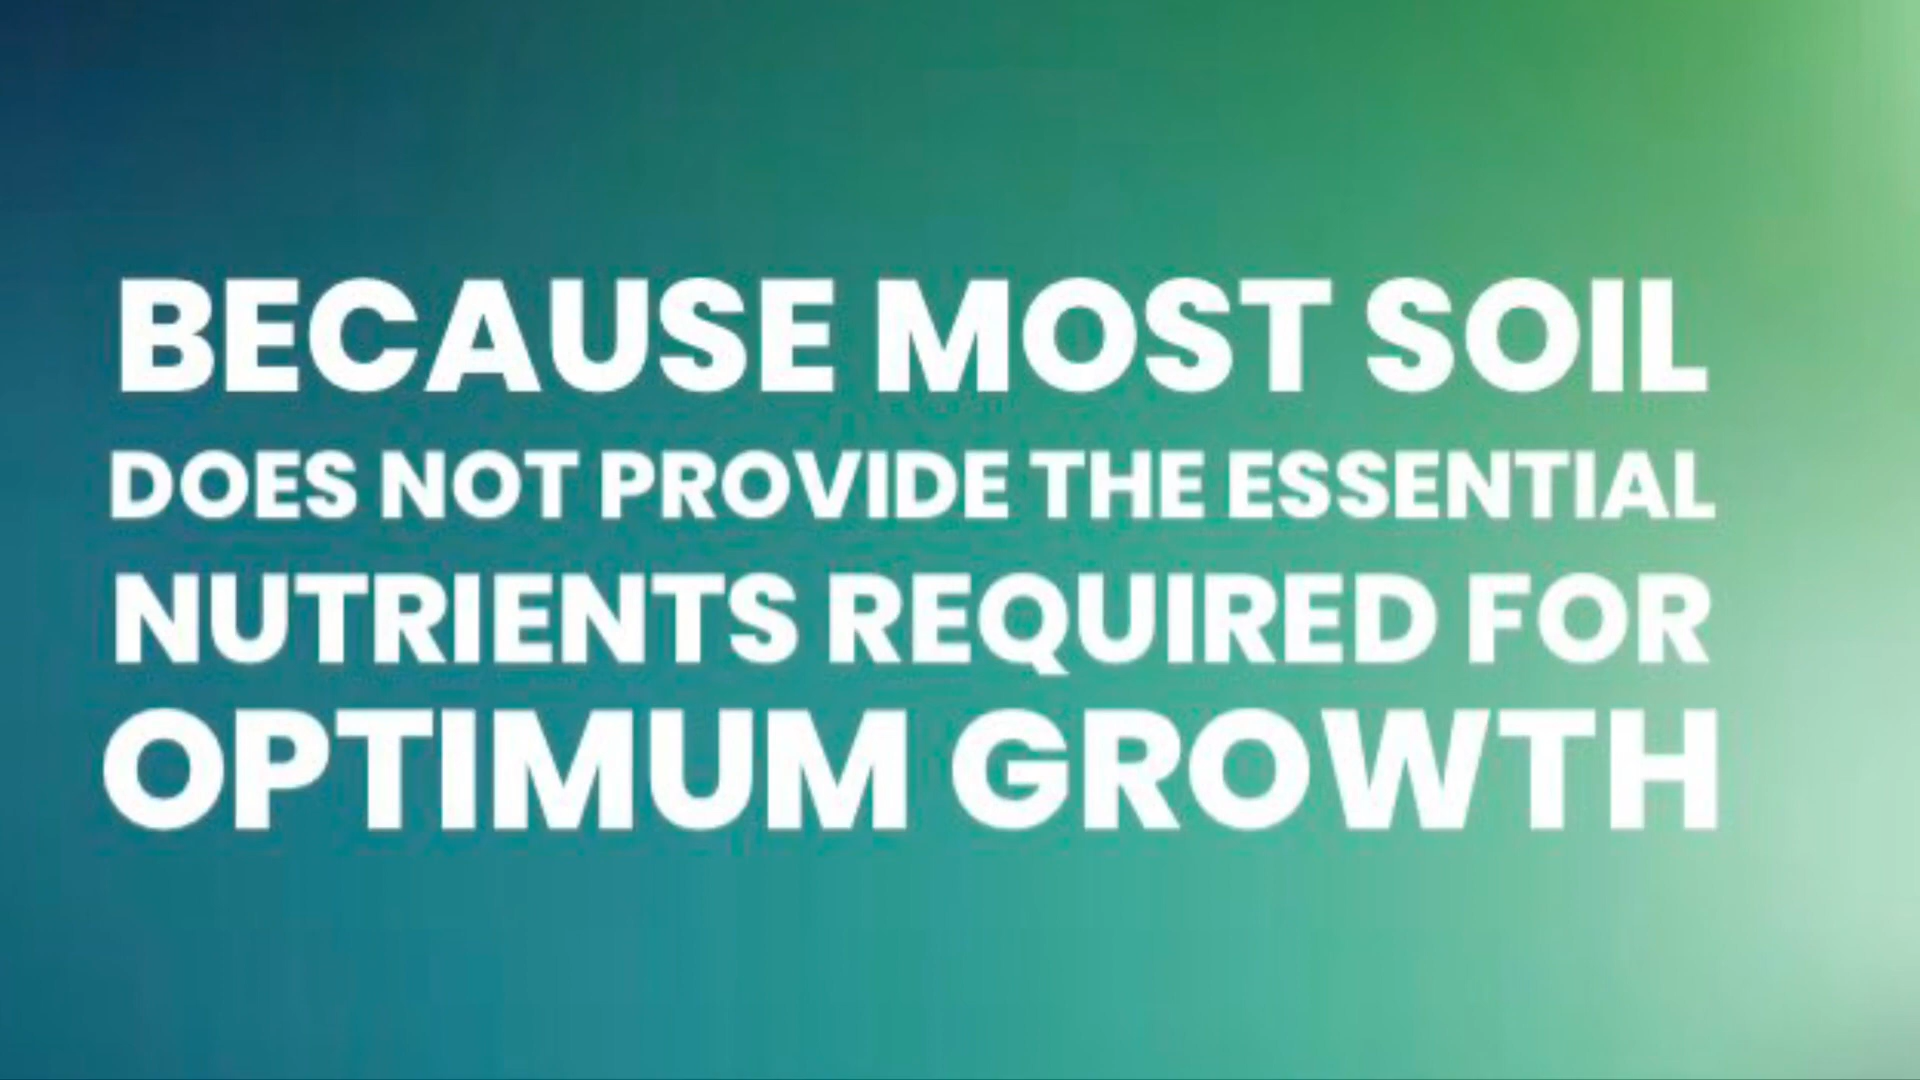 BECAUSE MOST SOIL
DOES NOT PROVIDE THE ESSENTIAL
NUTRIENTS REQUIRED FOR
OPTIMUM GROWTH